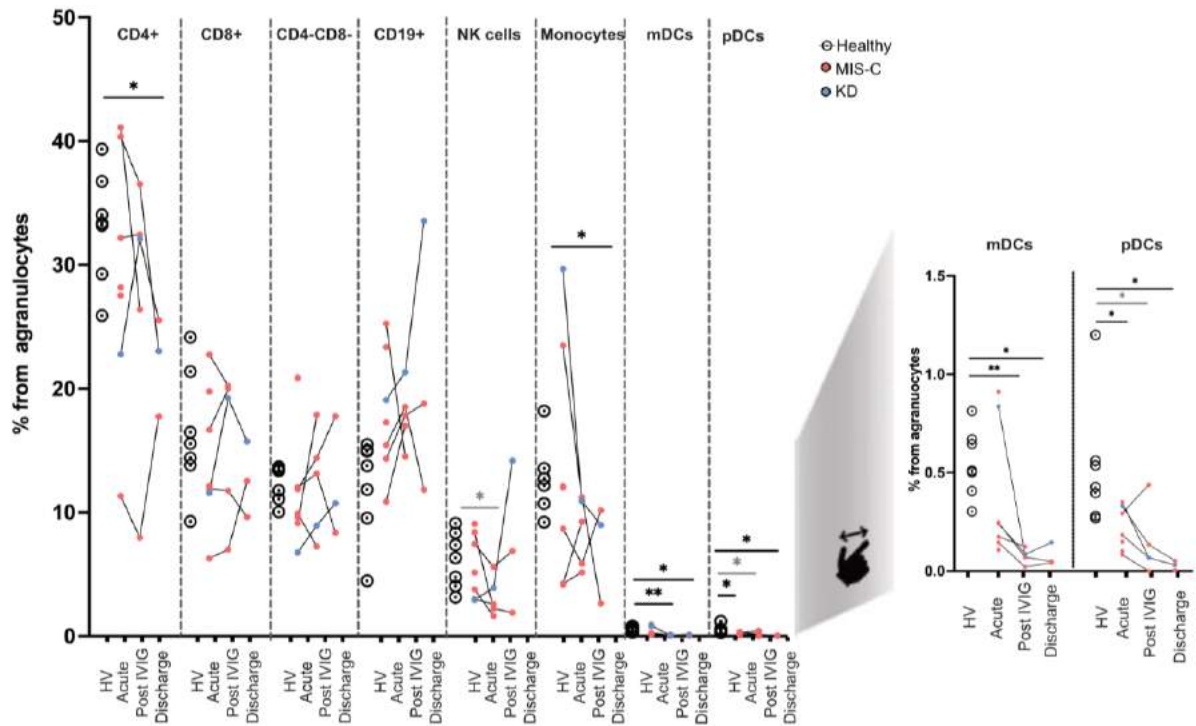 CD4+ CD8+ CD4-CD8- CD19+ NK cells Monocytes mDCs pDCs
Healthy
MIS-C
KD
% from agranulocytes
50
40
30
20
10
0
*
*
*
*
**
*
*
*
HV Acute Post IVIG Discharge
HV Acute Post IVIG Discharge
HV Acute Post IVIG Discharge
HV Acute Post IVIG Discharge
HV Acute Post IVIG Discharge
HV Acute Post IVIG Discharge
HV Acute Post IVIG Discharge
HV Acute Post IVIG Discharge
mDCs pDCs
% from agranuocytes
1.5
1.0
0.5
0.0
*
**
*
*
*
HV Acute Post IVIG Discharge
HV Acute Post IVIG Discharge